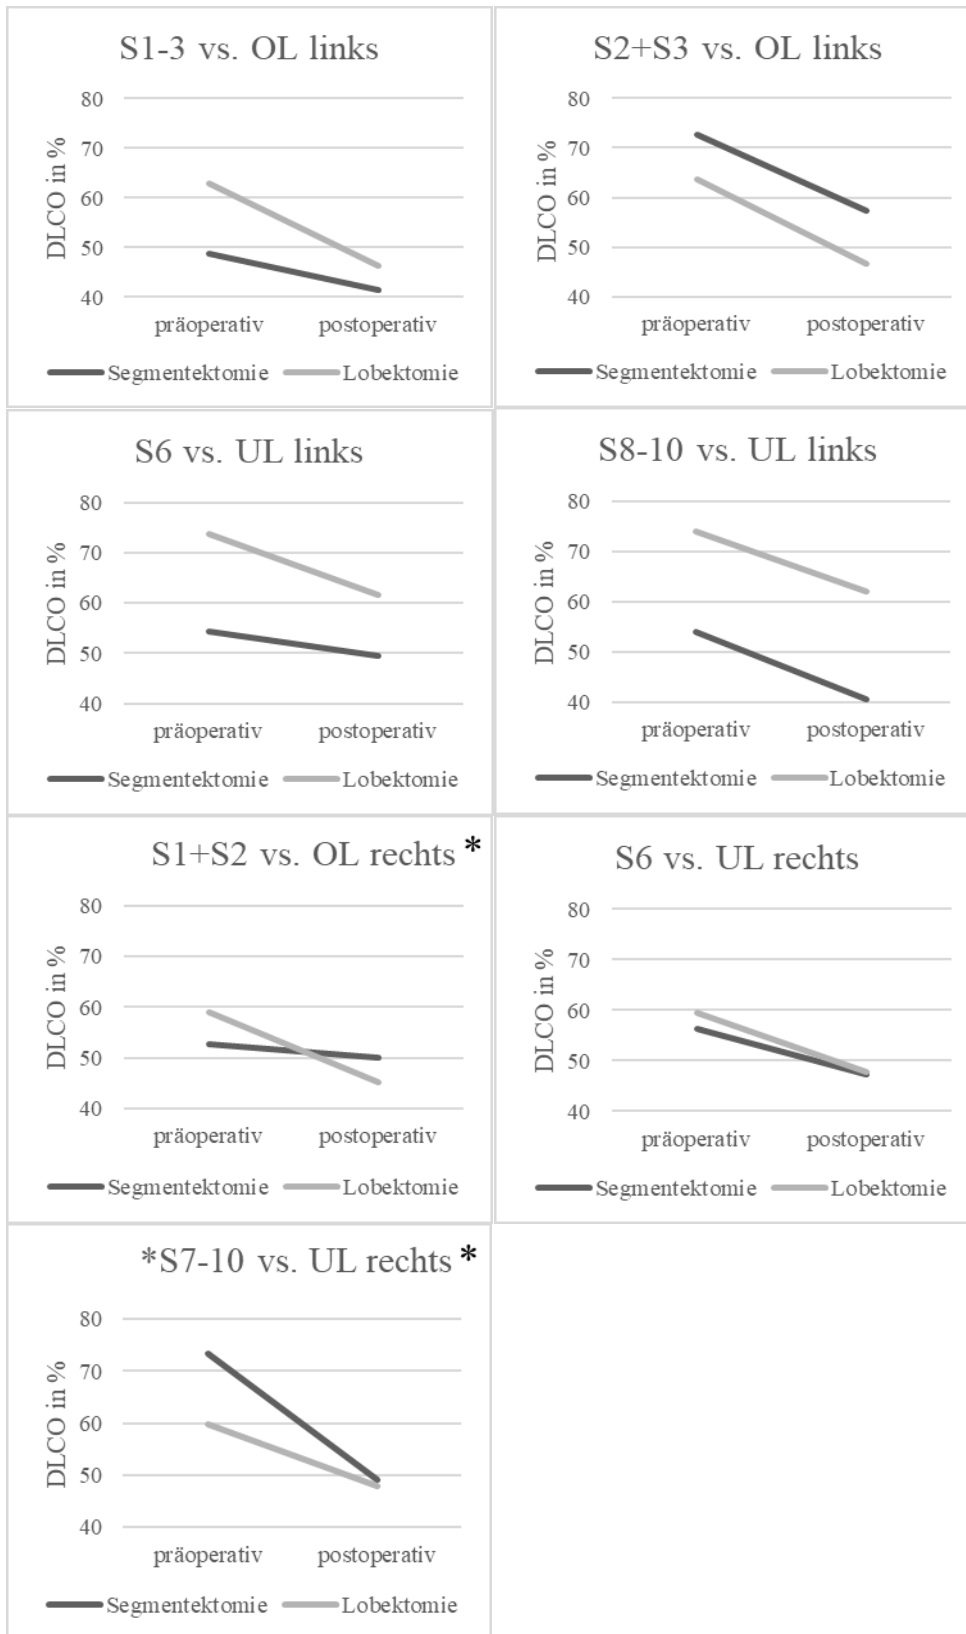 S1-3 vs. OL links
80
70
60
50
40
DLCO in %
präoperativ postoperativ
Segmentektomie Lobektomie
S2+S3 vs. OL links
80
70
60
50
40
DLCO in %
präoperativ postoperativ
Segmentektomie Lobektomie
S6 vs. UL links
80
70
60
50
40
DLCO in %
präoperativ postoperativ
Segmentektomie Lobektomie
S8-10 vs. UL links
80
70
60
50
40
DLCO in %
präoperativ postoperativ
Segmentektomie Lobektomie
S1+S2 vs. OL rechts *
80
70
60
50
40
DLCO in %
präoperativ postoperativ
Segmentektomie Lobektomie
S6 vs. UL rechts
80
70
60
50
40
DLCO in %
präoperativ postoperativ
Segmentektomie Lobektomie
*S7-10 vs. UL rechts *
80
70
60
50
40
DLCO in %
präoperativ postoperativ
Segmentektomie Lobektomie